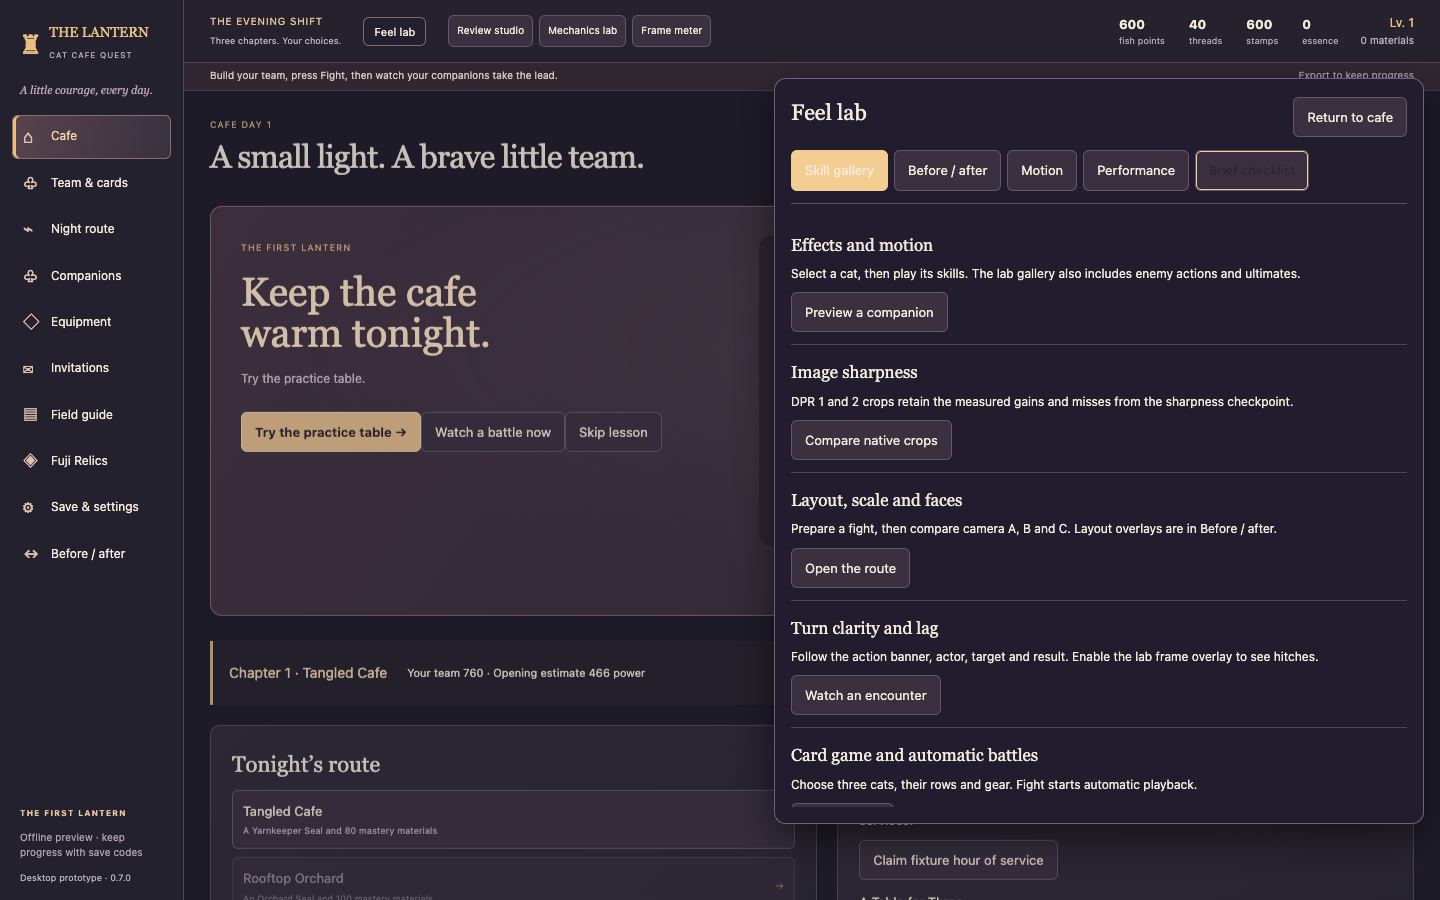 THE LANTERN
CAT CAFE QUEST
A little courage, every day.
Cafe
Team & cards
Night route
Companions
Equipment
Invitations
Field guide
Fuji Relics
Save & settings
Before / after
THE FIRST LANTERN
Offline preview · keep
progress with save codes
Desktop prototype · 0.7.0
THE EVENING SHIFT
Three chapters. Your choices.
Feel lab
Review studio
Mechanics lab
Frame meter
600
fish points
40
threads
600
stamps
0
essence
Lv. 1
0 materials
Build your team, press Fight, then watch your companions take the lead.
Export to keep progress
CAFE DAY 1
A small light. A brave little team.
THE FIRST LANTERN
Keep the cafe
warm tonight.
Try the practice table.
Try the practice table →
Watch a battle now
Skip lesson
Chapter 1 · Tangled Cafe
Your team 760 · Opening estimate 466 power
Tonight’s route
Tangled Cafe
A Yarnkeeper Seal and 80 mastery materials
Rooftop Orchard
→
An Orchard Seal and 100 mastery materials
Feel lab
Return to cafe
Skill gallery
Before / after
Motion
Performance
Brief checklist
Effects and motion
Select a cat, then play its skills. The lab gallery also includes enemy actions and ultimates.
Preview a companion
Image sharpness
DPR 1 and 2 crops retain the measured gains and misses from the sharpness checkpoint.
Compare native crops
Layout, scale and faces
Prepare a fight, then compare camera A, B and C. Layout overlays are in Before / after.
Open the route
Turn clarity and lag
Follow the action banner, actor, target and result. Enable the lab frame overlay to see hitches.
Watch an encounter
Card game and automatic battles
Choose three cats, their rows and gear. Fight starts automatic playback.
Claim fixture hour of service